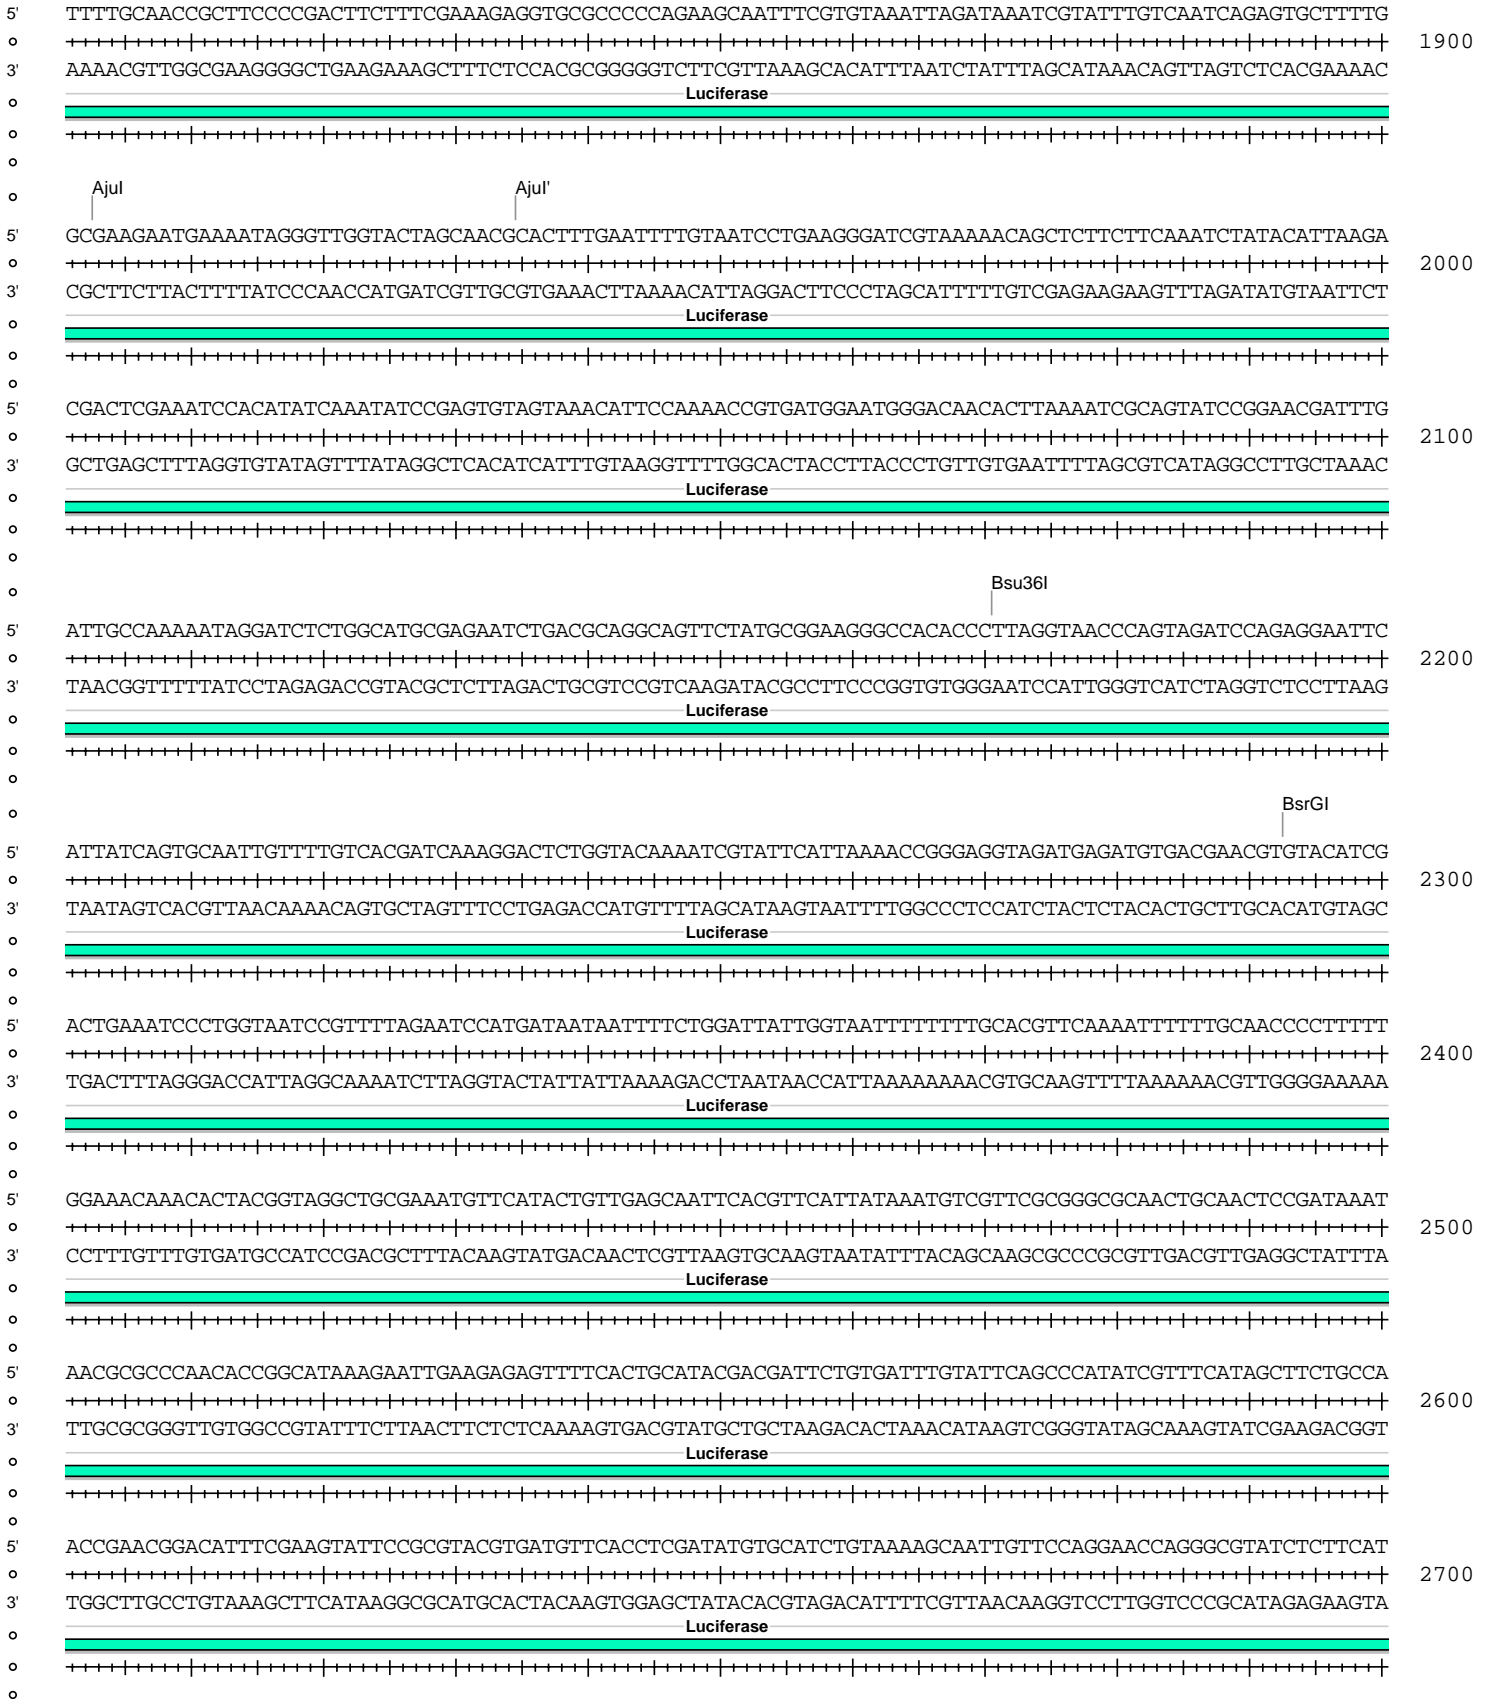 5' TTTTGCAACCGCTTCCCCGACTTCTTTCGAAAGAGGTGCGCCCCCAGAAGCAATTTCGTGTAAATTAGATAAATCGTATTTGTCAATCAGAGTGCTTTTG
1900
3' AAAACGTTGGCGAAGGGGCTGAAGAAAGCTTTCTCCACGCGGGGGTCTTCGTTAAAGCACATTTAATCTATTTAGCATAAACAGTTAGTCTCACGAAAAC
Luciferase
AjuI AjuI'
5' GCGAAGAATGAAAATAGGGTTGGTACTAGCAACGCACTTTGAATTTTGTAATCCTGAAGGGATCGTAAAAACAGCTCTTCTTCAAATCTATACATTAAGA
2000
3' CGCTTCTTACTTTTATCCCAACCATGATCGTTGCGTGAAACTTAAAACATTAGGACTTCCCTAGCATTTTTGTCGAGAAGAAGTTTAGATATGTAATTCT
Luciferase
5' CGACTCGAAATCCACATATCAAATATCCGAGTGTAGTAAACATTCCAAAACCGTGATGGAATGGGACAACACTTAAAATCGCAGTATCCGGAACGATTTG
2100
3' GCTGAGCTTTAGGTGTATAGTTTATAGGCTCACATCATTTGTAAGGTTTTGGCACTACCTTACCCTGTTGTGAATTTTAGCGTCATAGGCCTTGCTAAAC
Luciferase
Bsu36I
5' ATTGCCAAAAATAGGATCTCTGGCATGCGAGAATCTGACGCAGGCAGTTCTATGCGGAAGGGCCACACCCTTAGGTAACCCAGTAGATCCAGAGGAATTC
2200
3' TAACGGTTTTTATCCTAGAGACCGTACGCTCTTAGACTGCGTCCGTCAAGATACGCCTTCCCGGTGTGGGAATCCATTGGGTCATCTAGGTCTCCTTAAG
Luciferase
BsrGI
5' ATTATCAGTGCAATTGTTTTGTCACGATCAAAGGACTCTGGTACAAAATCGTATTCATTAAAACCGGGAGGTAGATGAGATGTGACGAACGTGTACATCG
2300
3' TAATAGTCACGTTAACAAAACAGTGCTAGTTTCCTGAGACCATGTTTTAGCATAAGTAATTTTGGCCCTCCATCTACTCTACACTGCTTGCACATGTAGC
Luciferase
5' ACTGAAATCCCTGGTAATCCGTTTTAGAATCCATGATAATAATTTTCTGGATTATTGGTAATTTTTTTTGCACGTTCAAAATTTTTTGCAACCCCTTTTT
2400
3' TGACTTTAGGGACCATTAGGCAAAATCTTAGGTACTATTATTAAAAGACCTAATAACCATTAAAAAAAACGTGCAAGTTTTAAAAAACGTTGGGGAAAAA
Luciferase
5' GGAAACAAACACTACGGTAGGCTGCGAAATGTTCATACTGTTGAGCAATTCACGTTCATTATAAATGTCGTTCGCGGGCGCAACTGCAACTCCGATAAAT
2500
3' CCTTTGTTTGTGATGCCATCCGACGCTTTACAAGTATGACAACTCGTTAAGTGCAAGTAATATTTACAGCAAGCGCCCGCGTTGACGTTGAGGCTATTTA
Luciferase
5' AACGCGCCCAACACCGGCATAAAGAATTGAAGAGAGTTTTCACTGCATACGACGATTCTGTGATTTGTATTCAGCCCATATCGTTTCATAGCTTCTGCCA
2600
3' TTGCGCGGGTTGTGGCCGTATTTCTTAACTTCTCTCAAAAGTGACGTATGCTGCTAAGACACTAAACATAAGTCGGGTATAGCAAAGTATCGAAGACGGT
Luciferase
5' ACCGAACGGACATTTCGAAGTATTCCGCGTACGTGATGTTCACCTCGATATGTGCATCTGTAAAAGCAATTGTTCCAGGAACCAGGGCGTATCTCTTCAT
2700
3' TGGCTTGCCTGTAAAGCTTCATAAGGCGCATGCACTACAAGTGGAGCTATACACGTAGACATTTTCGTTAACAAGGTCCTTGGTCCCGCATAGAGAAGTA
Luciferase